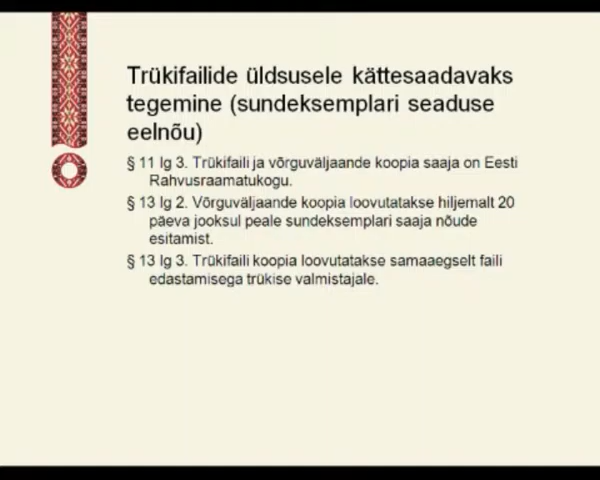 Trükifailide üldsusele kättesaadavaks
tegemine (sundeksemplari seaduse
eelnõu)
§ 11 lg 3. Trükifaili ja võrguväljaande koopia saaja on Eesti
Rahvusraamatukogu.
§ 13 lg 2. Võrguväljaande koopia loovutatakse hiljemalt 20
päeva jooksul peale sundeksemplari saaja nõude
esitamist.
§ 13 lg 3. Trükifaili koopia loovutatakse samaaegselt faili
edastamisega trükise valmistajale.